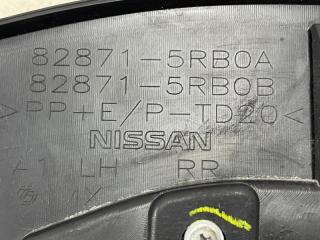 82871-5RB0A
82871-5RB0B
>PP+E/P-TD20<
NISSAN
LH RR